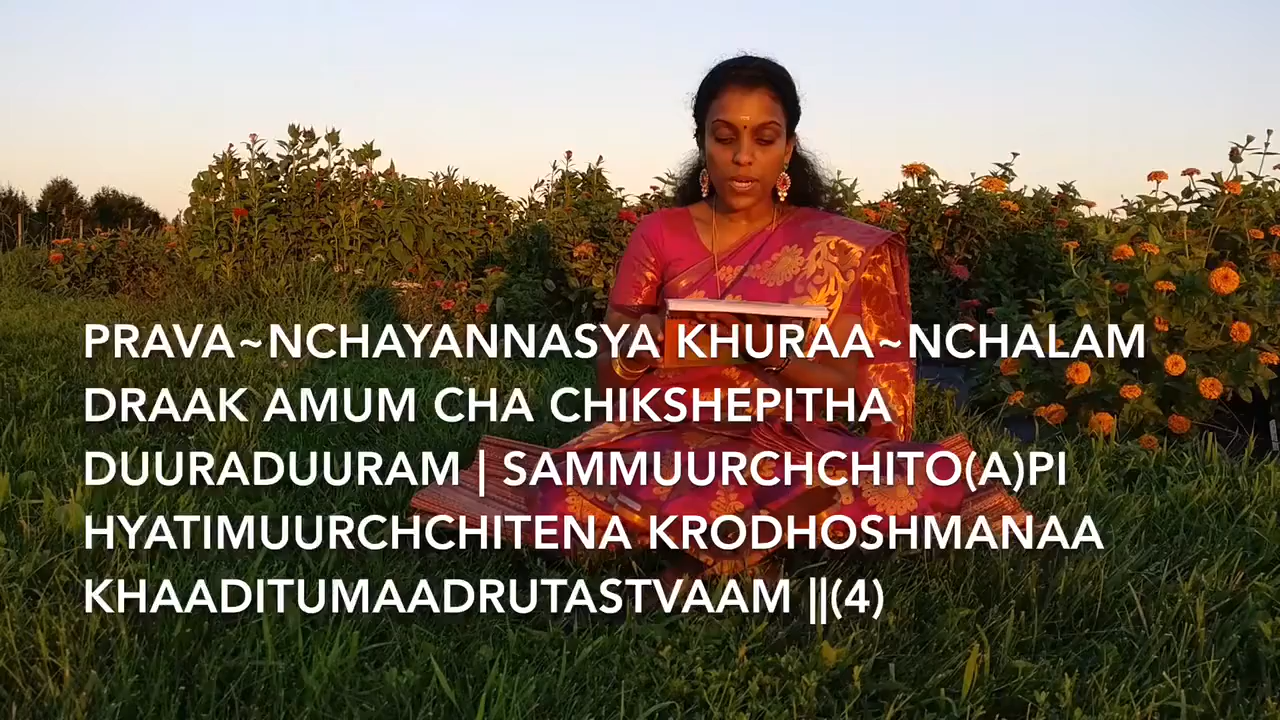 PRAVA~NCHAYANNASYA KHURAA~NCHALAM
DRAAK AMUM CHA CHIKSHEPITHA
DUURADUURAM | SAMMUURCHCHITO(A)PI
HYATIMUURCHCHITENA KRODHOSHMANAA
KHAADITUMAADRUTASTVAAM ||(4)